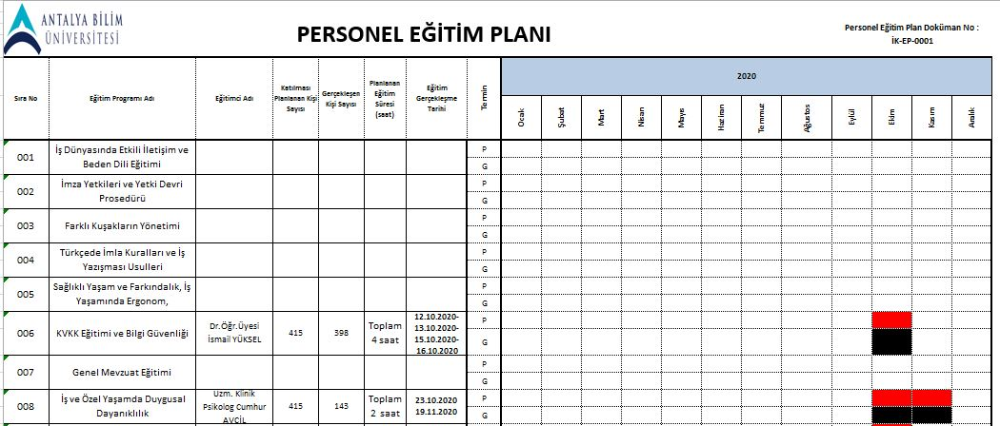 ANTALYA BİLİM
ÜNİVERSİTESİ
PERSONEL EĞİTİM PLANI
Personel Eğitim Plan Doküman No :
İK-EP-0001
Sıra No
Eğitim Programı Adı
Eğitimci Adı
Katılması
Planlanan Kişi
Sayısı
Gerçekleşen
Kişi Sayısı
Planlanan
Eğitim
Süresi
(saat)
Eğitim
Gerçekleşme
Tarihi
Termin
2020
Ocak
Şubat
Mart
Nisan
Mayıs
Haziran
Temmuz
Ağustos
Eylül
Ekim
Kasım
Aralık
001
İş Dünyasında Etkili İletişim ve
Beden Dili Eğitimi
P
G
002
İmza Yetkileri ve Yetki Devri
Prosedürü
P
G
003
Farklı Kuşakların Yönetimi
P
G
004
Türkçede İmla Kuralları ve İş
Yazışması Usulleri
P
G
005
Sağlıklı Yaşam ve Farkındalık, İş
Yaşamında Ergonom,
P
G
006
KVKK Eğitimi ve Bilgi Güvenliği
Dr.Öğr.Üyesi
İsmail YÜKSEL
415
398
Toplam
4 saat
12.10.2020-
13.10.2020-
15.10.2020-
16.10.2020
P
G
007
Genel Mevzuat Eğitimi
P
G
008
İş ve Özel Yaşamda Duygusal
Dayanıklılık
Uzm. Klinik
Psikolog Cumhur
AVCİL
415
143
Toplam
2 saat
23.10.2020
19.11.2020
P
G